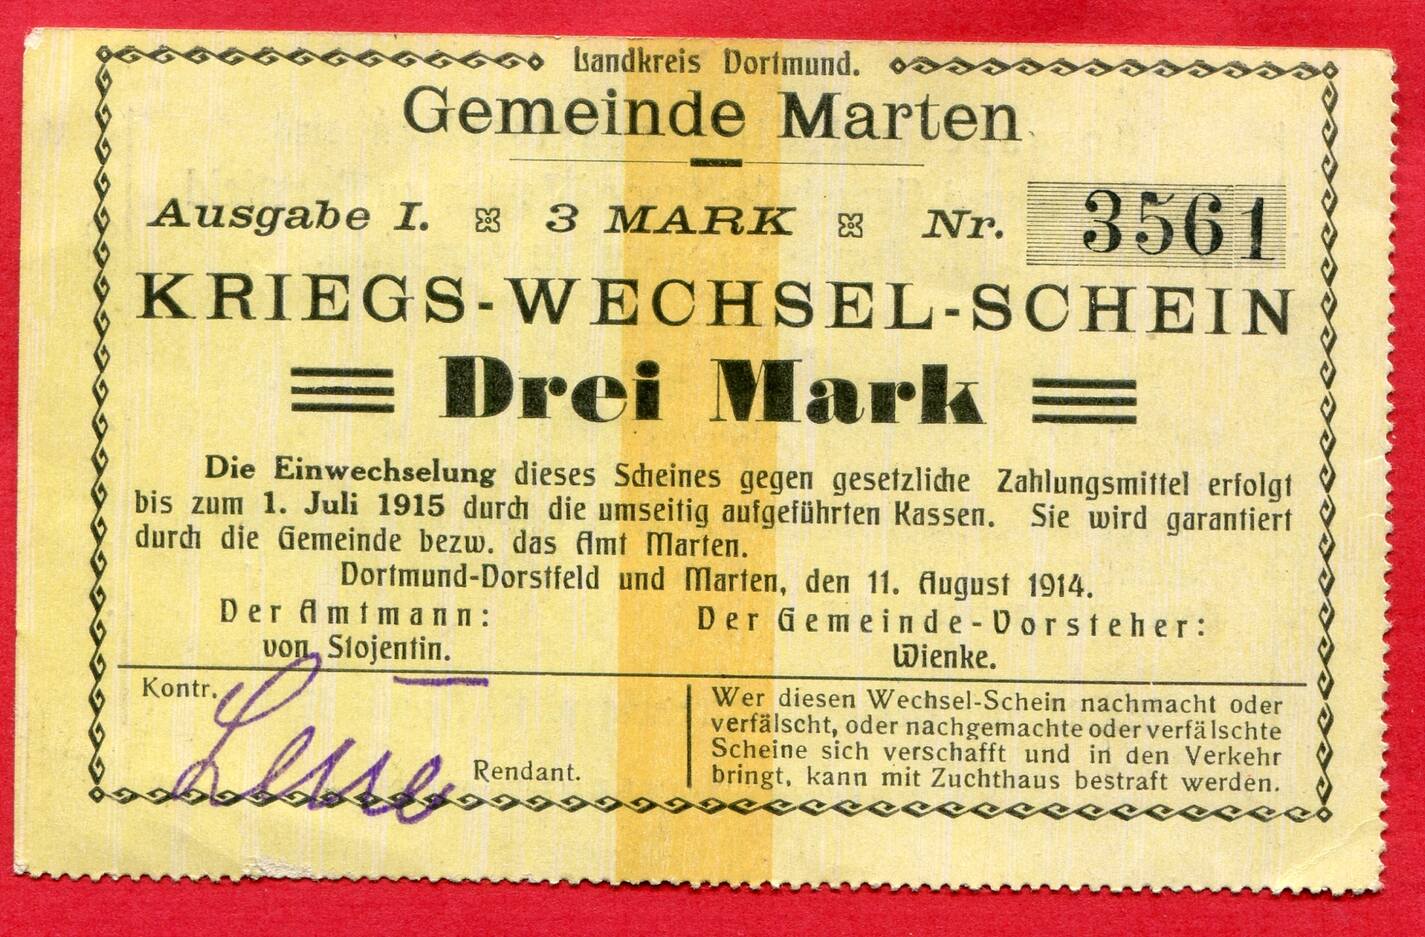 Landkreis Dortmund.
Gemeinde Marten
Ausgabe I. 3 MARK Nr. 3561
KRIEGS-WECHSEL-SCHEIN
Drei Mark
Die Einwechselung dieses Scheines gegen gesetzliche Zahlungsmittel erfolgt
bis zum 1. Juli 1915 durch die umseitig aufgeführten Kassen. Sie wird garantiert
durch die Gemeinde bezw. das Amt Marten.
Dortmund-Dorstfeld und Marten, den 11. August 1914.
Der Amtmann: Der Gemeinde-Vorsteher:
von Stojentin. Wienke.
Kontr.
Rendant.
Wer diesen Wechsel-Schein nachmacht oder
verfälscht, oder nachgemachte oder verfälschte
Scheine sich verschafft und in den Verkehr
bringt, kann mit Zuchthaus bestraft werden.